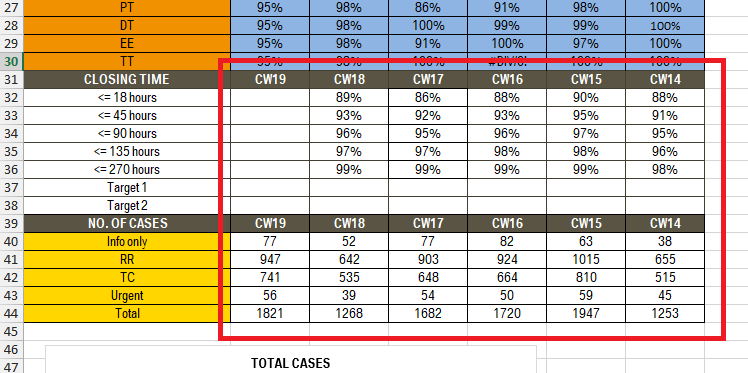 27 PT 95% 98% 86% 91% 98% 100%
28 DT 95% 98% 100% 99% 99% 100%
29 EE 95% 98% 91% 100% 97% 100%
30 TT 95% 98% 100% #DIV/0! 100% 100%
31 CLOSING TIME CW19 CW18 CW17 CW16 CW15 CW14
32 <= 18 hours 89% 86% 88% 90% 88%
33 <= 45 hours 93% 92% 93% 95% 91%
34 <= 90 hours 96% 95% 96% 97% 95%
35 <= 135 hours 97% 97% 98% 98% 96%
36 <= 270 hours 99% 99% 99% 99% 98%
37 Target 1
38 Target 2
39 NO. OF CASES CW19 CW18 CW17 CW16 CW15 CW14
40 Info only 77 52 77 82 63 38
41 RR 947 642 903 924 1015 655
42 TC 741 535 648 664 810 515
43 Urgent 56 39 54 50 59 45
44 Total 1821 1268 1682 1720 1947 1253
45
46
47 TOTAL CASES